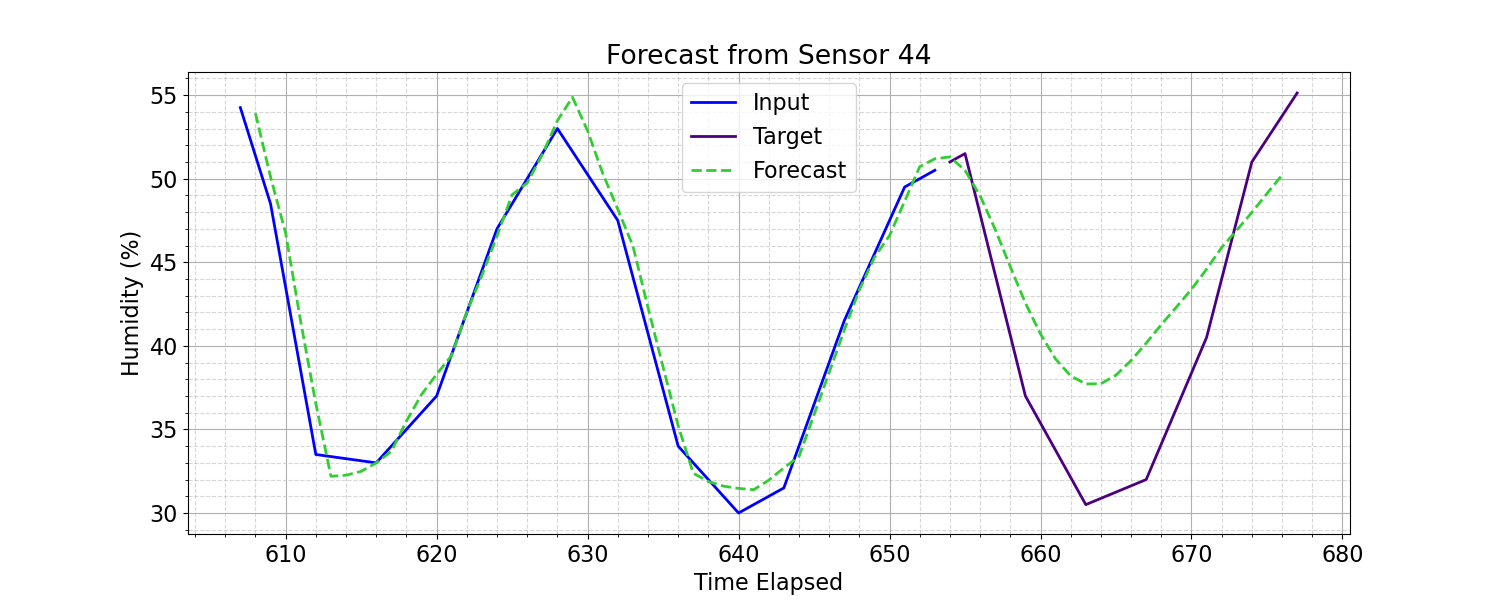 Forecast from Sensor 44
Input
Target
Forecast
Humidity (%)
55
50
45
40
35
30
610 620 630 640 650 660 670 680
Time Elapsed